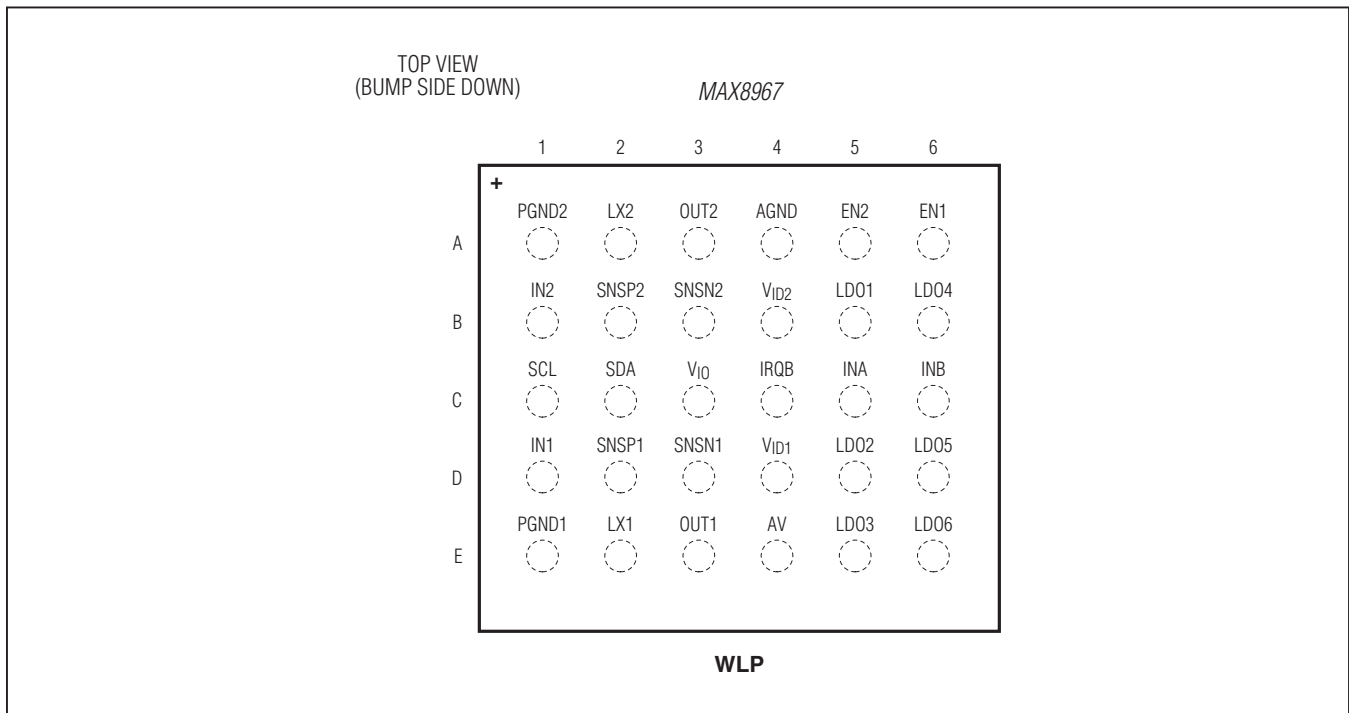 TOP VIEW
(BUMP SIDE DOWN)
MAX8967
1 2 3 4 5 6
+
PGND2 LX2 OUT2 AGND EN2 EN1
A
IN2 SNSP2 SNSN2 VID2 LDO1 LDO4
B
SCL SDA VIO IRQB INA INB
C
IN1 SNSP1 SNSN1 VID1 LDO2 LDO5
D
PGND1 LX1 OUT1 AV LDO3 LDO6
E
WLP